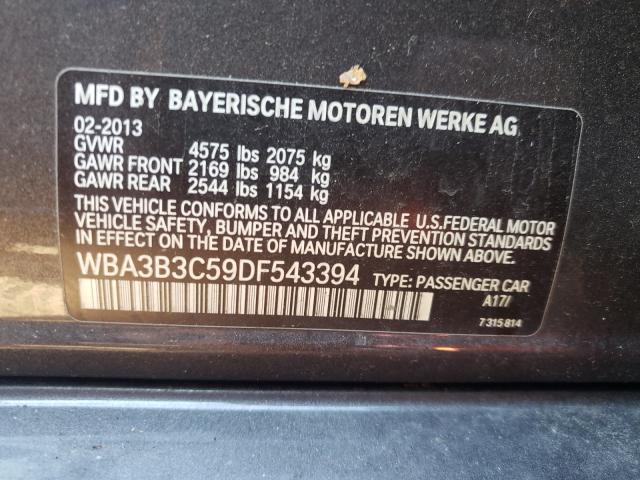 MFD BY BAYERISCHE MOTOREN WERKE AG
02-2013
GVWR 4575 lbs 2075 kg
GAWR FRONT 2169 lbs 984 kg
GAWR REAR 2544 lbs 1154 kg
THIS VEHICLE CONFORMS TO ALL APPLICABLE U.S.FEDERAL MOTOR
VEHICLE SAFETY, BUMPER AND THEFT PREVENTION STANDARDS
IN EFFECT ON THE DATE OF MANUFACTURE SHOWN ABOVE.
WBA3B3C59DF543394 TYPE: PASSENGER CAR
A17/
7 315 814